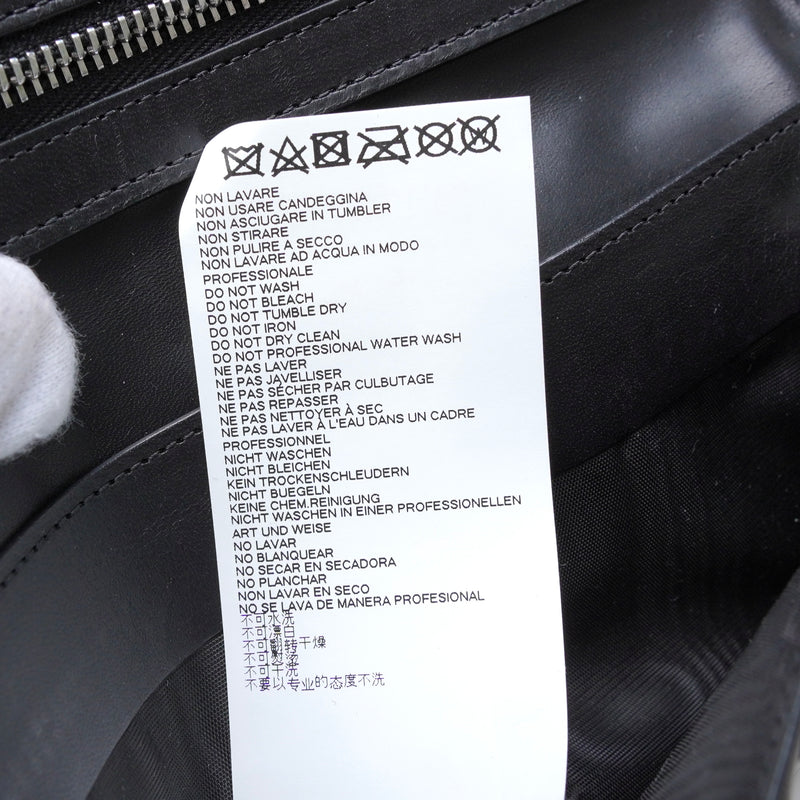 NON LAVARE
NON USARE CANDEGGINA
NON ASCIUGARE IN TUMBLER
NON STIRARE
NON PULIRE A SECCO
NON LAVARE AD ACQUA IN MODO
PROFESSIONALE
DO NOT WASH
DO NOT BLEACH
DO NOT TUMBLE DRY
DO NOT IRON
DO NOT DRY CLEAN
DO NOT PROFESSIONAL WATER WASH
NE PAS LAVER
NE PAS JAVELLISER
NE PAS SÉCHER PAR CULBUTAGE
NE PAS REPASSER
NE PAS NETTOYER À SEC
NE PAS LAVER À L'EAU DANS UN CADRE
PROFESSIONNEL
NICHT WASCHEN
NICHT BLEICHEN
KEIN TROCKENSCHLEUDERN
NICHT BUEGELN
KEINE CHEM.REINIGUNG
NICHT WASCHEN IN EINER PROFESSIONELLEN
ART UND WEISE
NO LAVAR
NO BLANQUEAR
NO SECAR EN SECADORA
NO PLANCHAR
NON LAVAR EN SECO
NO SE LAVA DE MANERA PROFESIONAL
不可水洗
不可漂白
不可翻转干燥
不可熨烫
不可干洗
不要以专业的态度不洗